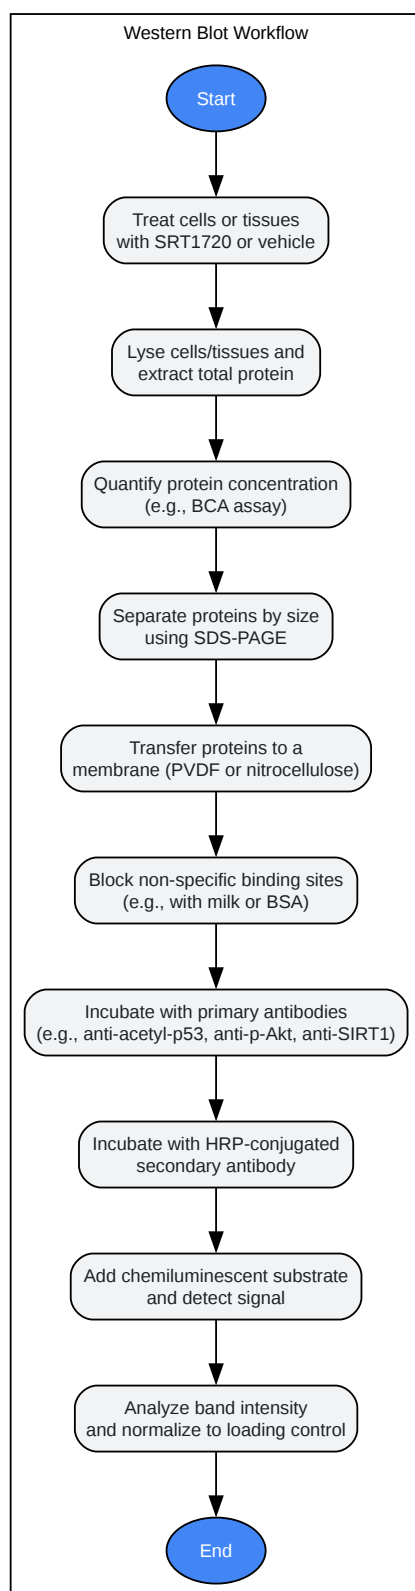 Western Blot Workflow
Start
Treat cells or tissues
with SRT1720 or vehicle
Lyse cells/tissues and
extract total protein
Quantify protein concentration
(e.g., BCA assay)
Separate proteins by size
using SDS-PAGE
Transfer proteins to a
membrane (PVDF or nitrocellulose)
Block non-specific binding sites
(e.g., with milk or BSA)
Incubate with primary antibodies
(e.g., anti-acetyl-p53, anti-p-Akt, anti-SIRT1)
Incubate with HRP-conjugated
secondary antibody
Add chemiluminescent substrate
and detect signal
Analyze band intensity
and normalize to loading control
End